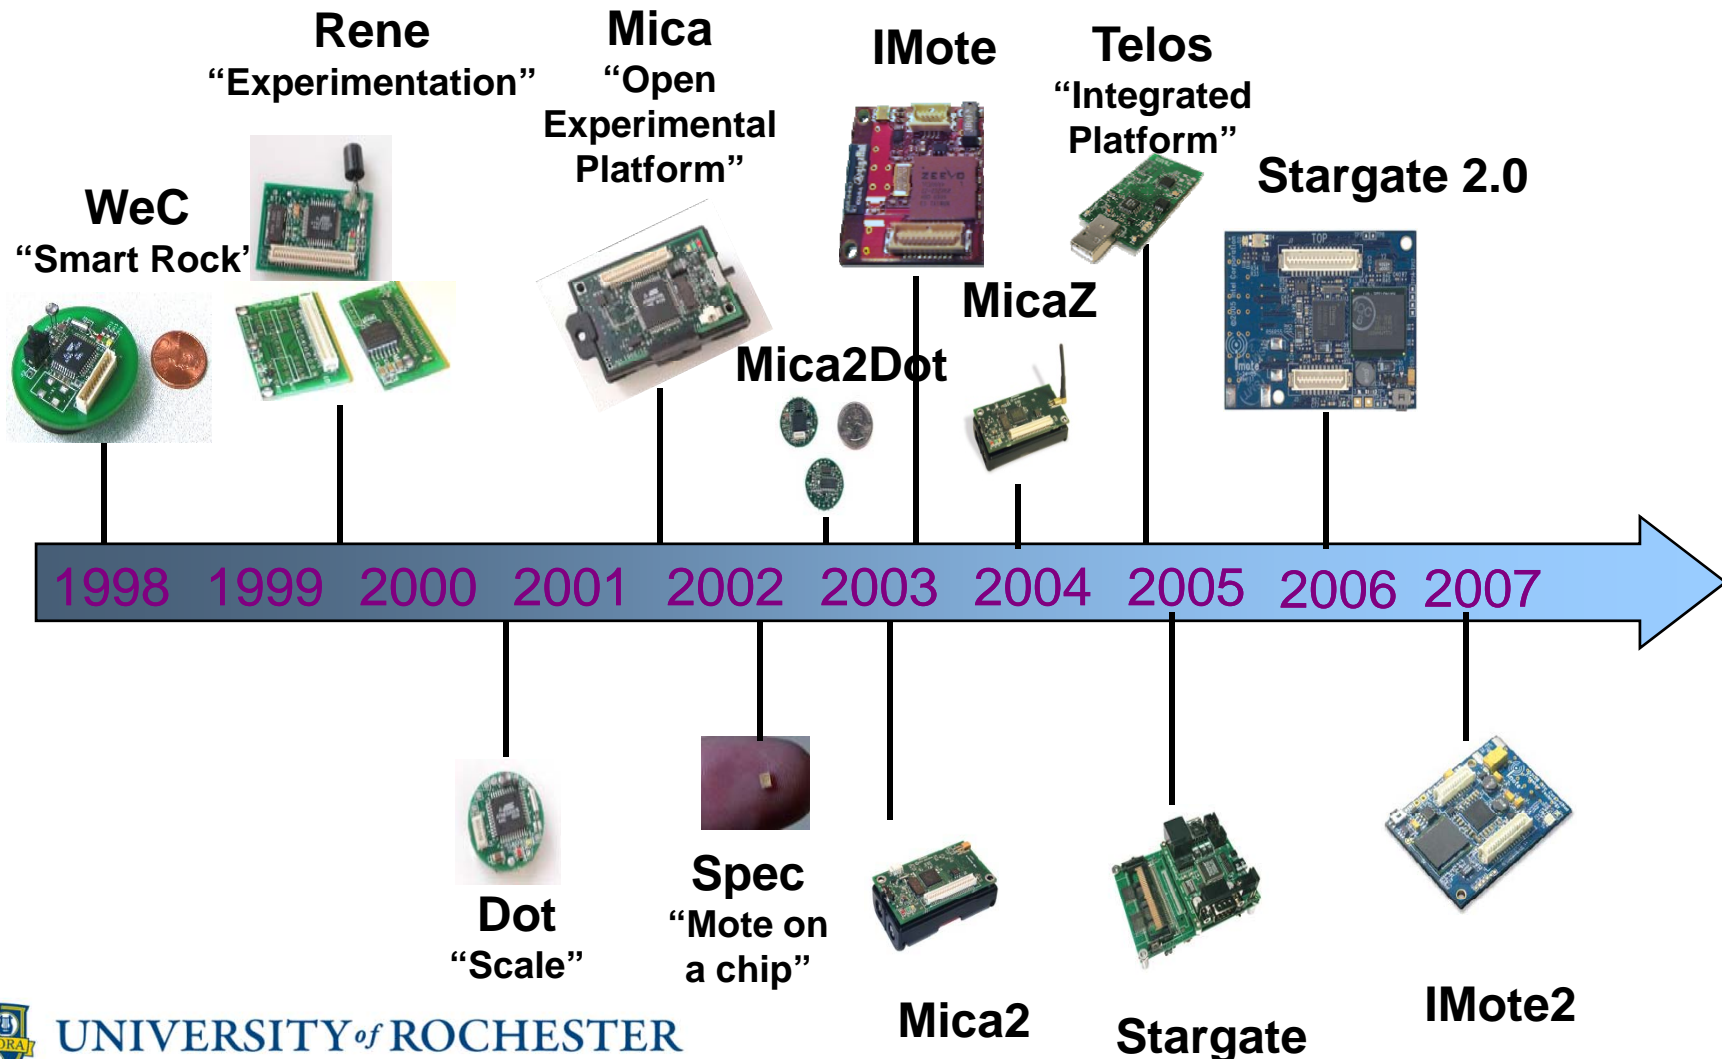 Rene
“Experimentation”
Mica
“Open
Experimental
Platform”
IMote
Telos
“Integrated
Platform”
Stargate 2.0
WeC
“Smart Rock”
MicaZ
Mica2Dot
ZEEVO
TOP
1998 1999 2000 2001 2002 2003 2004 2005 2006 2007
Dot
“Scale”
Spec
“Mote on
a chip”
Mica2
Stargate
IMote2
UNIVERSITY of ROCHESTER